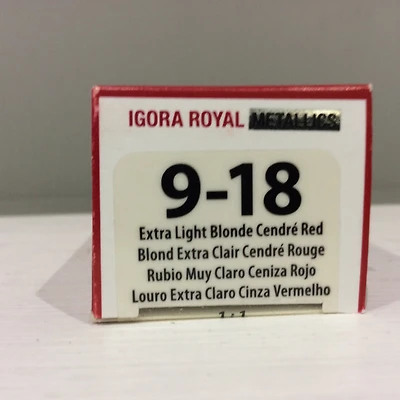 IGORA ROYAL METALLICS
9-18
Extra Light Blonde Cendré Red
Blond Extra Clair Cendré Rouge
Rubio Muy Claro Ceniza Rojo
Louro Extra Claro Cinza Vermelho
1:1